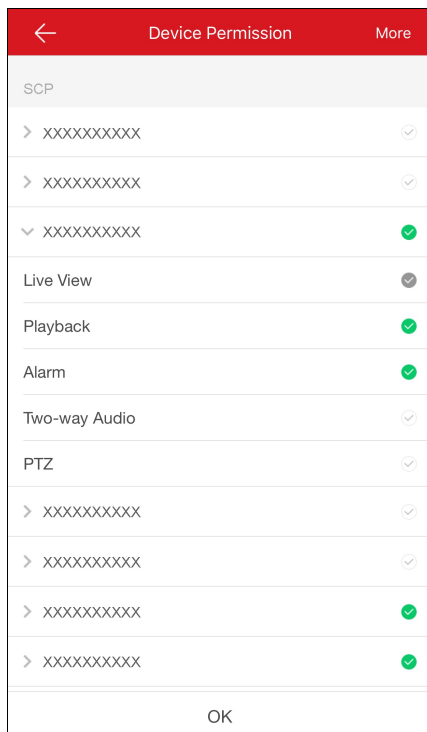 Device Permission More
SCP
XXXXXXXXXX
XXXXXXXXXX
XXXXXXXXXX
Live View
Playback
Alarm
Two-way Audio
PTZ
XXXXXXXXXX
XXXXXXXXXX
XXXXXXXXXX
XXXXXXXXXX
OK